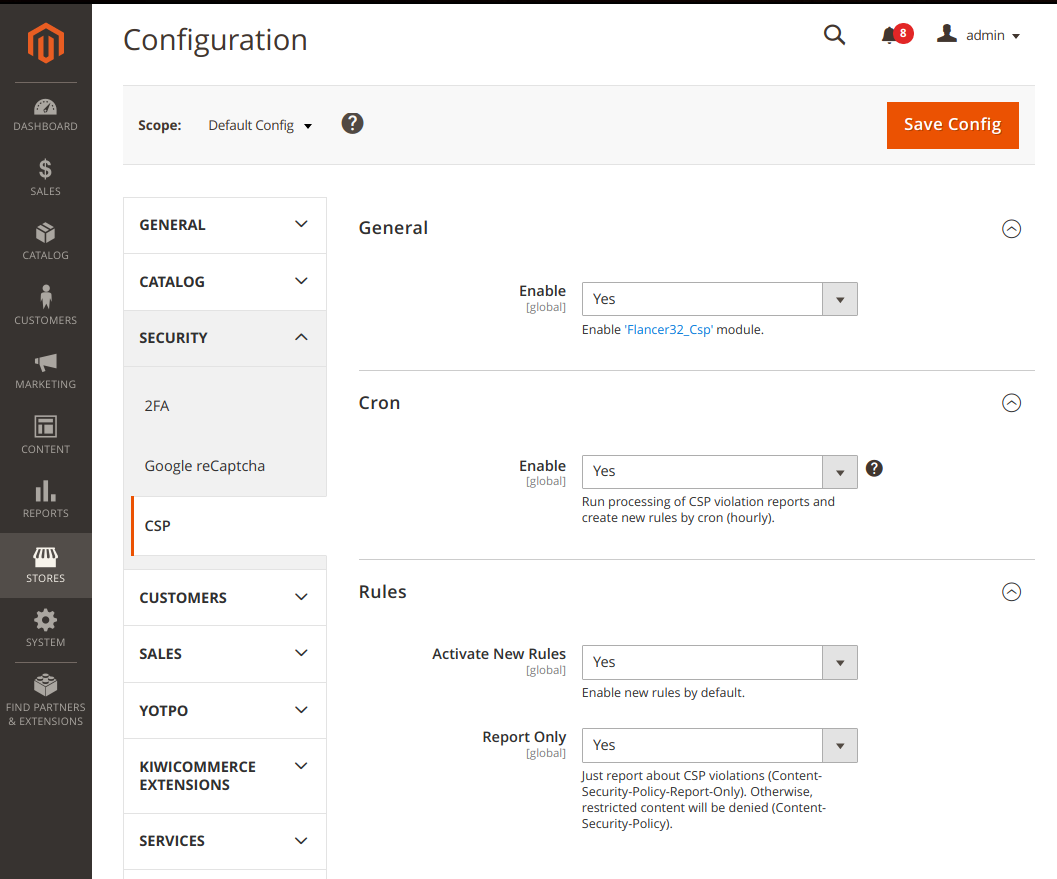 Configuration
8
admin
DASHBOARD
SALES
CATALOG
CUSTOMERS
MARKETING
CONTENT
REPORTS
STORES
SYSTEM
FIND PARTNERS
& EXTENSIONS
Scope:
Default Config
?
Save Config
GENERAL
CATALOG
SECURITY
2FA
Google reCaptcha
CSP
CUSTOMERS
SALES
YOTPO
KIWICOMMERCE
EXTENSIONS
SERVICES
General
Enable
[global]
Yes
Enable 'Flancer32_Csp' module.
Cron
Enable
[global]
Yes
?
Run processing of CSP violation reports and
create new rules by cron (hourly).
Rules
Activate New Rules
[global]
Yes
Enable new rules by default.
Report Only
[global]
Yes
Just report about CSP violations (Content-
Security-Policy-Report-Only). Otherwise,
restricted content will be denied (Content-
Security-Policy).